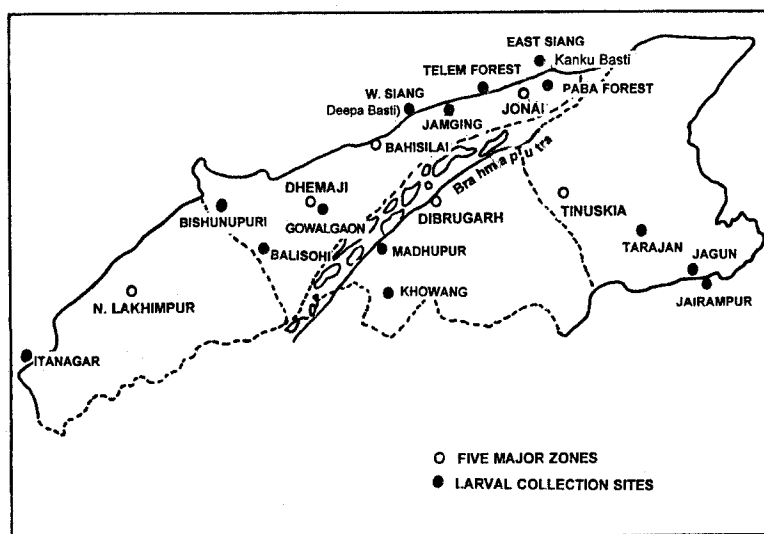 EAST SIANG
Kanku Basti
TELEM FOREST
W. SIANG
Deepa Basti)
PABA FOREST
JONAI
JAMGING
BAHISILAI
Brahmaputra
DHEMAJI
BISHUNUPURI
GOWALGAON
DIBRUGARH
TINUSKIA
BALISOHI
MADHUPUR
TARAJAN
JAGUN
N. LAKHIMPUR
KHOWANG
JAIRAMPUR
ITANAGAR
FIVE MAJOR ZONES
LARVAL COLLECTION SITES